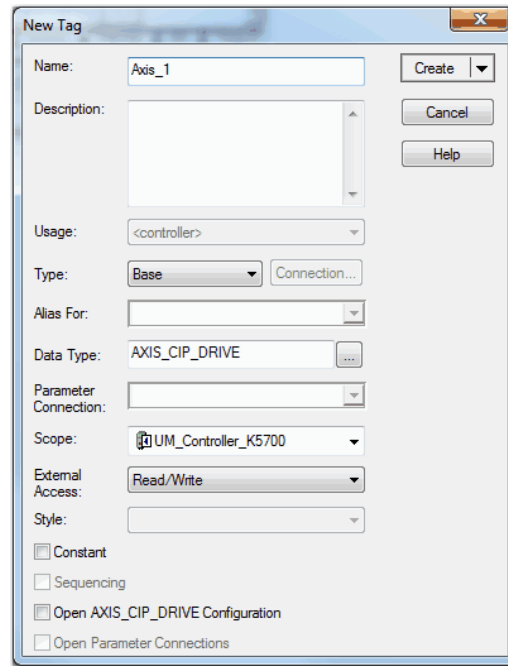 New Tag
Name: Axis_1 Create
Description: Cancel
Help
Usage: <controller>
Type: Base Connection...
Alias For:
Data Type: AXIS_CIP_DRIVE ...
Parameter
Connection:
Scope: UM_Controller_K5700
External
Access: Read/Write
Style:
Constant
Sequencing
Open AXIS_CIP_DRIVE Configuration
Open Parameter Connections